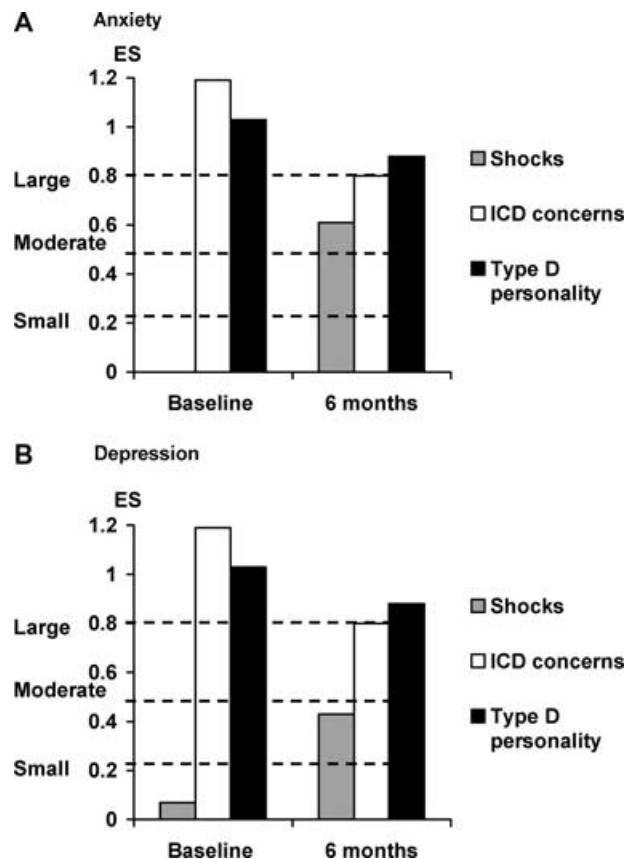 A Anxiety
ES
1.2
1
Large
0.8
0.6
Moderate
0.4
Small
0.2
0
Baseline 6 months
Shocks
ICD concerns
Type D
personality
B Depression
ES
1.2
1
Large
0.8
0.6
Moderate
0.4
Small
0.2
0
Baseline 6 months
Shocks
ICD concerns
Type D
personality